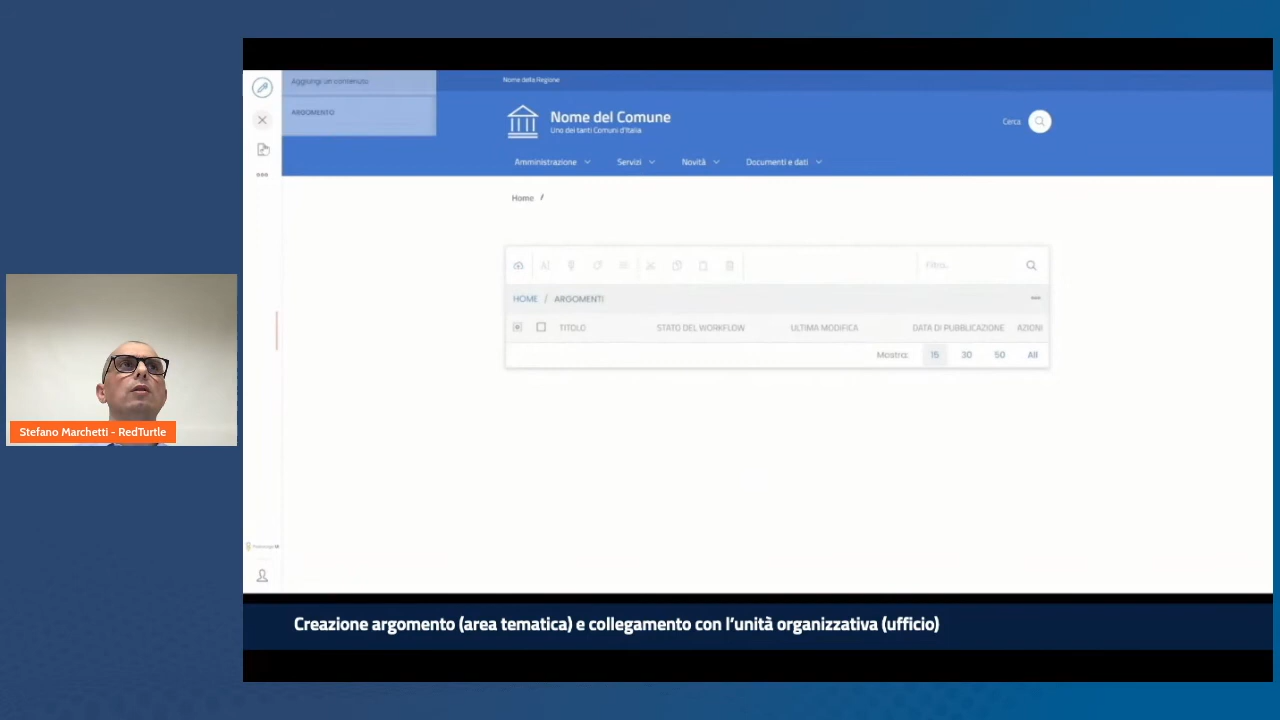 Aggiungi un contenuto
ARGOMENTO
Nome della Regione
Nome del Comune
Uno dei tanti Comuni d'Italia
Cerca
Amministrazione
Servizi
Novità
Documenti e dati
Home /
Filtra...
HOME / ARGOMENTI
TITOLO
STATO DEL WORKFLOW
ULTIMA MODIFICA
DATA DI PUBBLICAZIONE
AZIONI
Mostra:
15
30
50
All
Stefano Marchetti - RedTurtle
Creazione argomento (area tematica) e collegamento con l'unità organizzativa (ufficio)